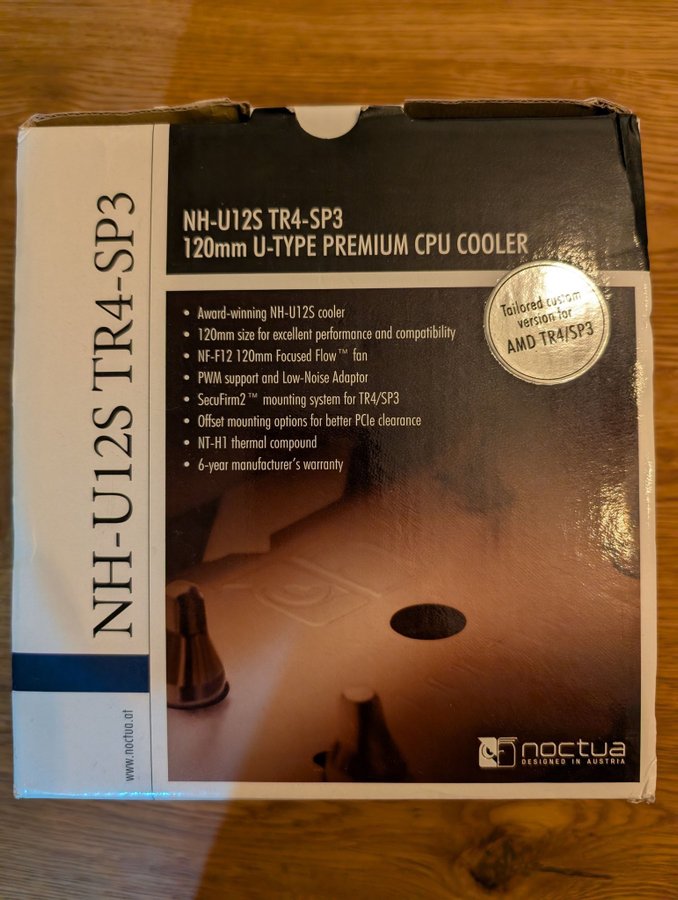 NH-U12S TR4-SP3
www.noctua.at
NH-U12S TR4-SP3
120mm U-TYPE PREMIUM CPU COOLER
Tailored custom
version for
AMD TR4/SP3
• Award-winning NH-U12S cooler
• 120mm size for excellent performance and compatibility
• NF-F12 120mm Focused Flow™ fan
• PWM support and Low-Noise Adaptor
• SecuFirm2™ mounting system for TR4/SP3
• Offset mounting options for better PCIe clearance
• NT-H1 thermal compound
• 6-year manufacturer's warranty
noctua
DESIGNED IN AUSTRIA